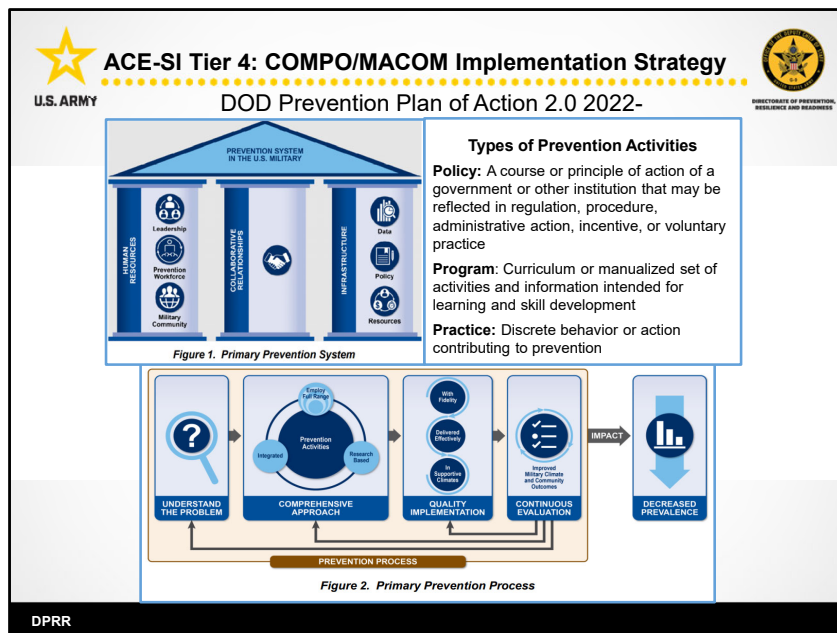 ACE-SI Tier 4: COMPO/MACOM Implementation Strategy
U.S. ARMY
DIRECTORATE OF PREVENTION,
RESILIENCE AND READINESS
DOD Prevention Plan of Action 2.0 2022-
PREVENTION SYSTEM
IN THE U.S. MILITARY
HUMAN
RESOURCES
Leadership
Prevention
Workforce
Military
Community
COLLABORATIVE
RELATIONSHIPS
INFRASTRUCTURE
Data
Policy
Resources
Figure 1. Primary Prevention System
Types of Prevention Activities
Policy: A course or principle of action of a
government or other institution that may be
reflected in regulation, procedure,
administrative action, incentive, or voluntary
practice
Program: Curriculum or manualized set of
activities and information intended for
learning and skill development
Practice: Discrete behavior or action
contributing to prevention
?
UNDERSTAND
THE PROBLEM
Employ
Full Range
Prevention
Activities
Integrated
Research
Based
COMPREHENSIVE
APPROACH
With
Fidelity
Delivered
Effectively
In
Supportive
Climates
QUALITY
IMPLEMENTATION
Improved
Military Climate
and Community
Outcomes
CONTINUOUS
EVALUATION
IMPACT
DECREASED
PREVALENCE
PREVENTION PROCESS
Figure 2. Primary Prevention Process
DPRR